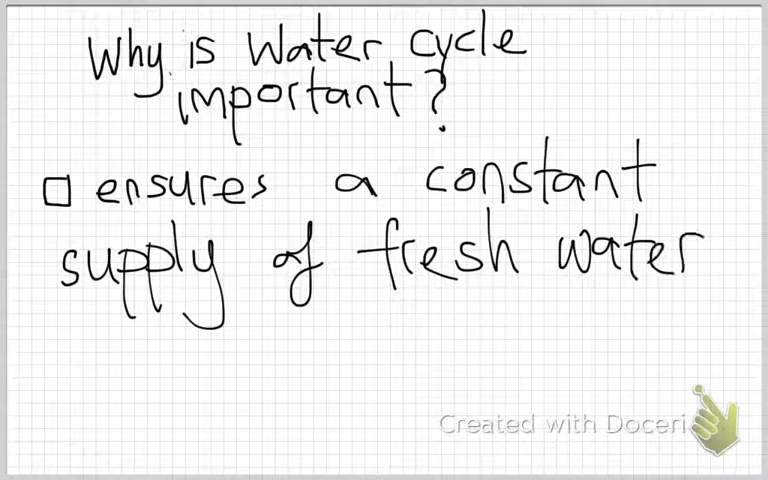 Why is Water cycle
important?
□ ensures a constant
supply of fresh water
Created with Doceri